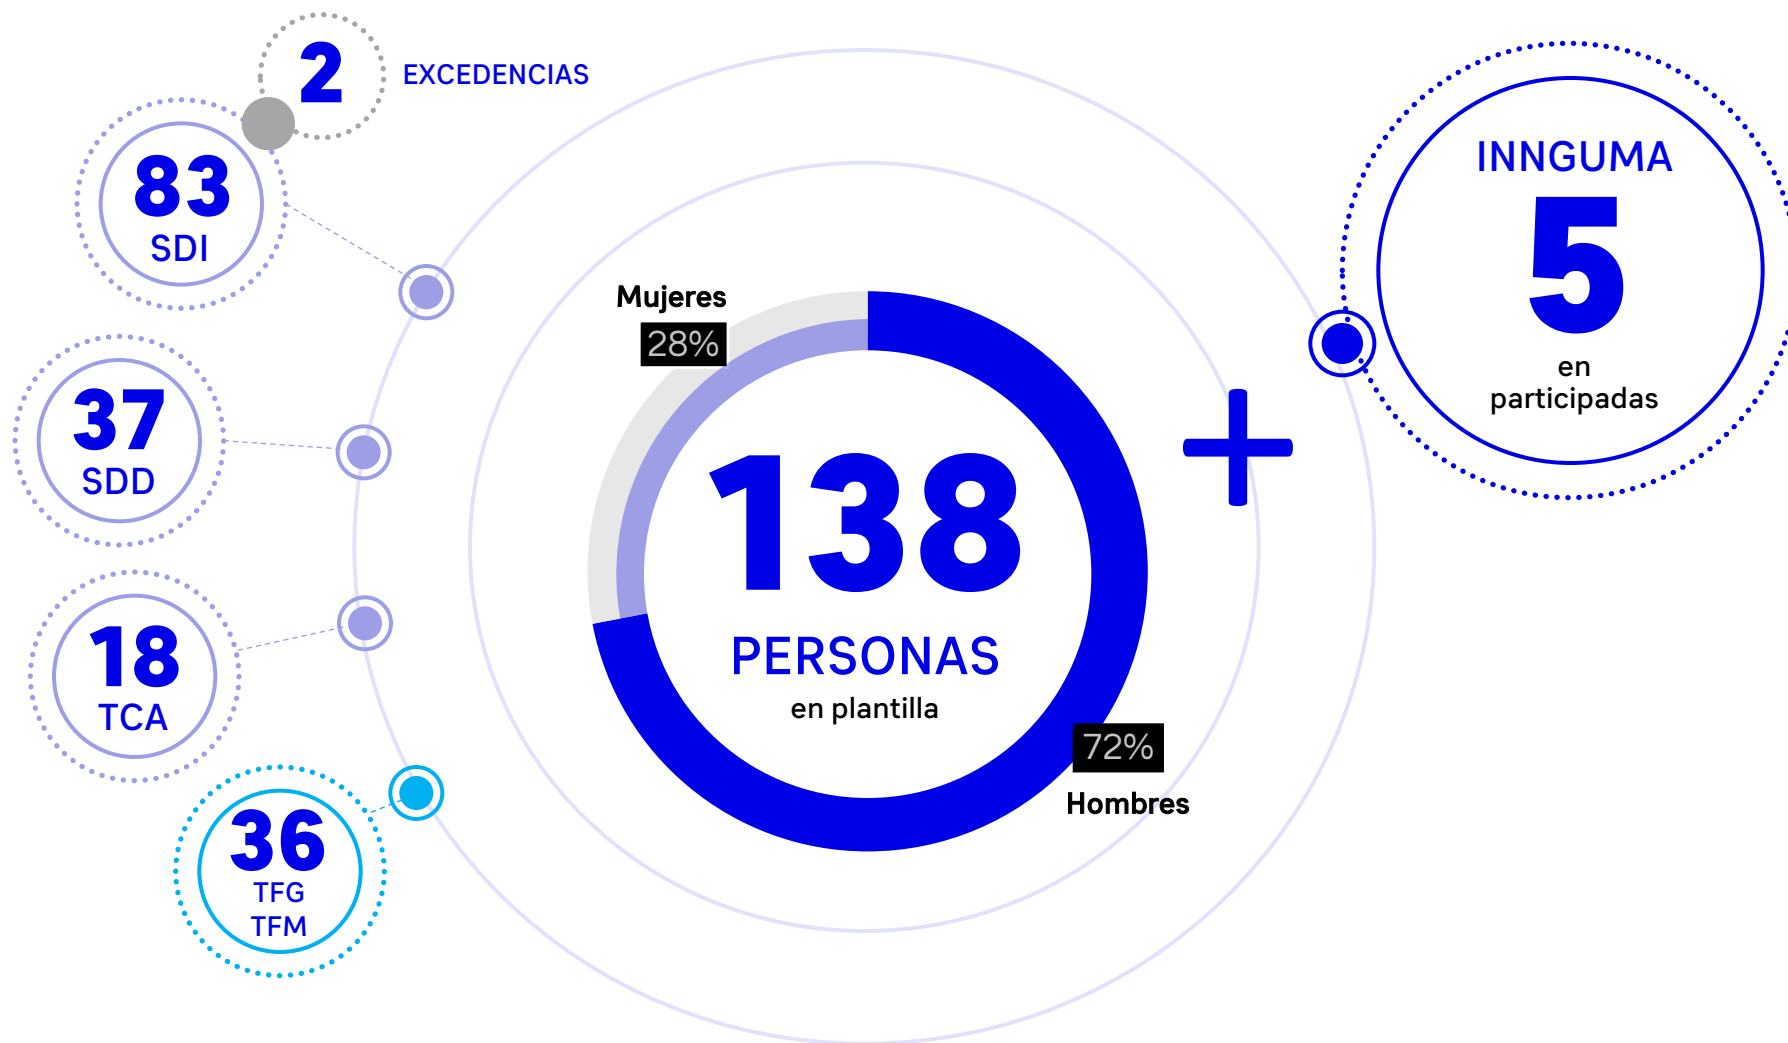 2
EXCEDENCIAS
83
SDI
37
SDD
18
TCA
36
TFG
TFM
Mujeres
28%
138
PERSONAS
en plantilla
72%
Hombres
+
INNGUMA
5
en
participadas